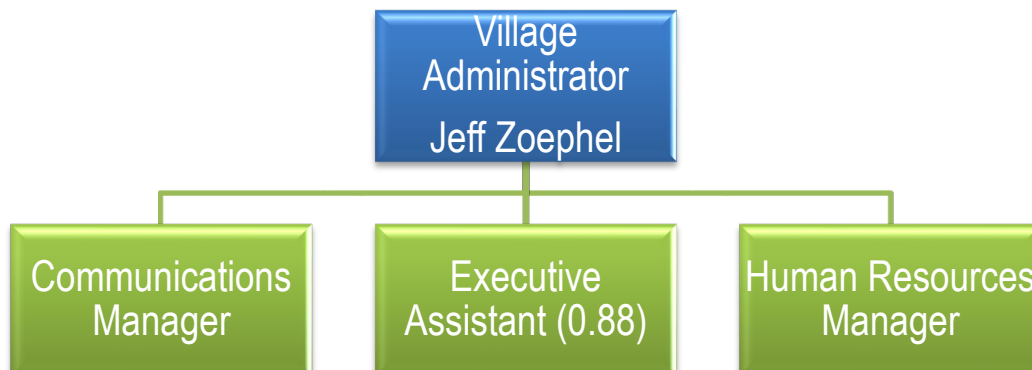 Village
Administrator
Jeff Zoephel
Communications
Manager
Executive
Assistant (0.88)
Human Resources
Manager